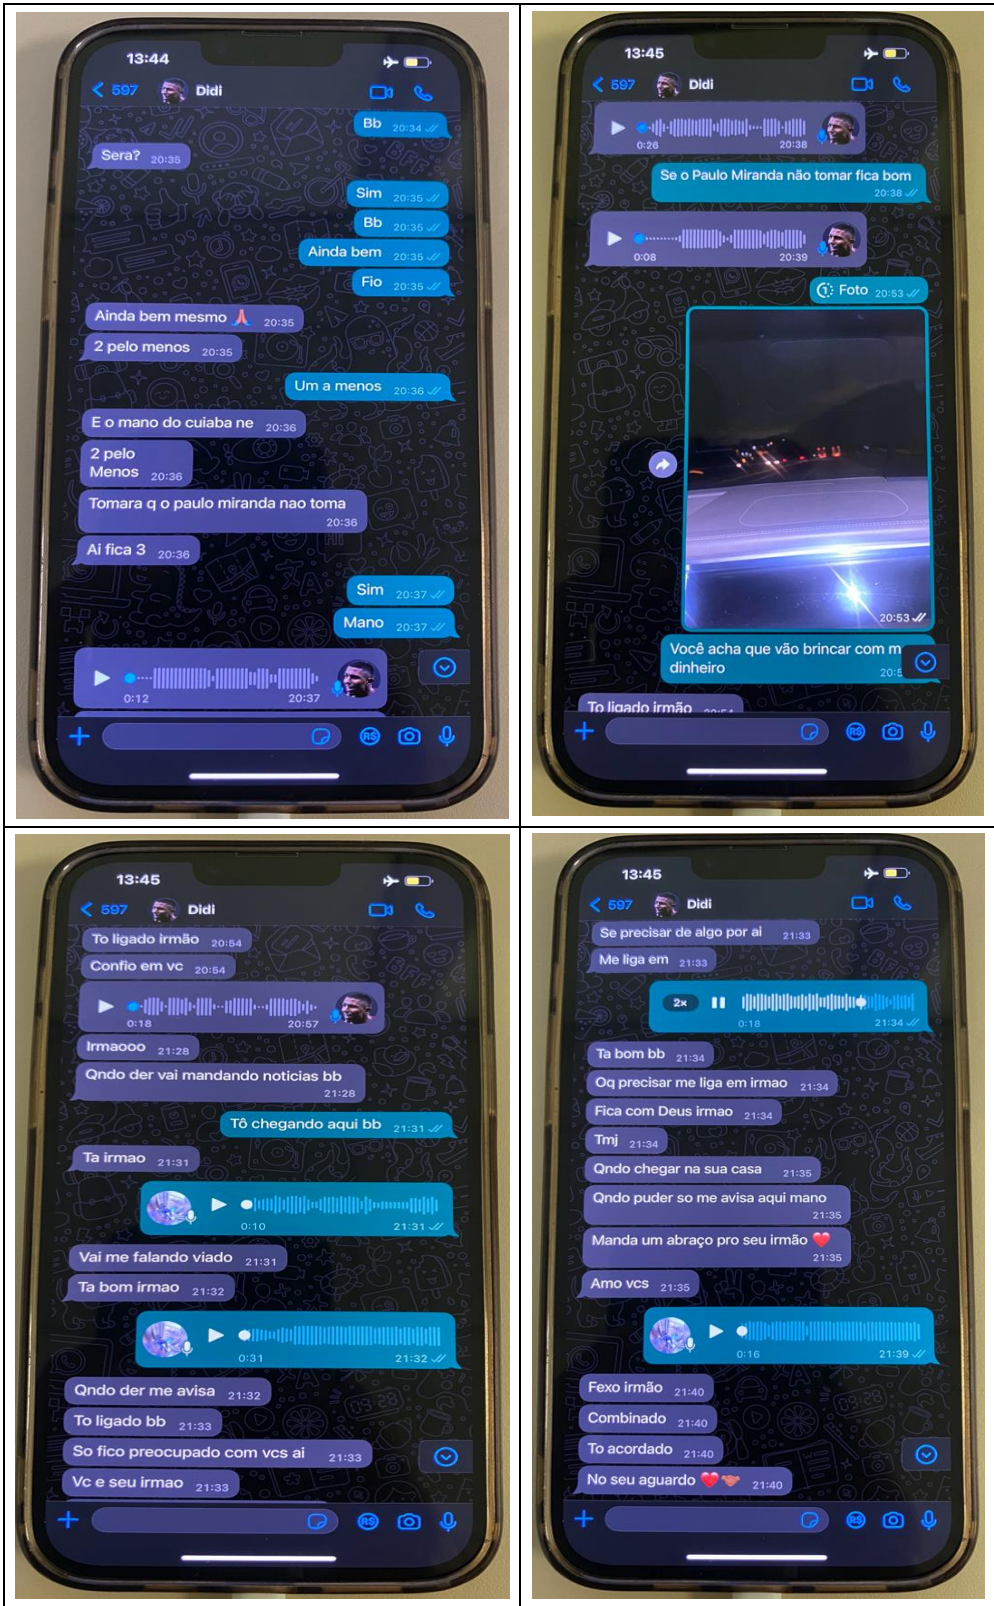 13:44
597 Didi
Bb 20:34
Sera? 20:35
Sim 20:35
Bb 20:35
Ainda bem 20:35
Fio 20:35
Ainda bem mesmo 🙏 20:35
2 pelo menos 20:35
Um a menos 20:36
E o mano do cuiaba ne 20:36
2 pelo
Menos 20:36
Tomara q o paulo miranda nao toma
20:36
Ai fica 3 20:36
Sim 20:37
Mano 20:37
0:12 20:37
R$
13:45
597 Didi
0:26 20:38
Se o Paulo Miranda não tomar fica bom
20:38
0:08 20:39
1 Foto 20:53
20:53
Você acha que vão brincar com m
dinheiro 20:5
To ligado irmão 20:54
R$
13:45
597 Didi
To ligado irmão 20:54
Confio em vc 20:54
0:18 20:57
Irmaooo 21:28
Qndo der vai mandando noticias bb
21:28
Tô chegando aqui bb 21:31
Ta irmao 21:31
0:10 21:31
Vai me falando viado 21:31
Ta bom irmao 21:32
0:31 21:32
Qndo der me avisa 21:32
To ligado bb 21:33
So fico preocupado com vcs ai 21:33
Vc e seu irmao 21:33
R$
13:45
597 Didi
Se precisar de algo por ai 21:33
Me liga em 21:33
2x
0:18 21:34
Ta bom bb 21:34
Oq precisar me liga em irmao 21:34
Fica com Deus irmao 21:34
Tmj 21:34
Qndo chegar na sua casa 21:35
Qndo puder so me avisa aqui mano
21:35
Manda um abraço pro seu irmão ❤️
21:35
Amo vcs 21:35
0:16 21:39
Fexo irmão 21:40
Combinado 21:40
To acordado 21:40
No seu aguardo ❤️🤝 21:40
R$